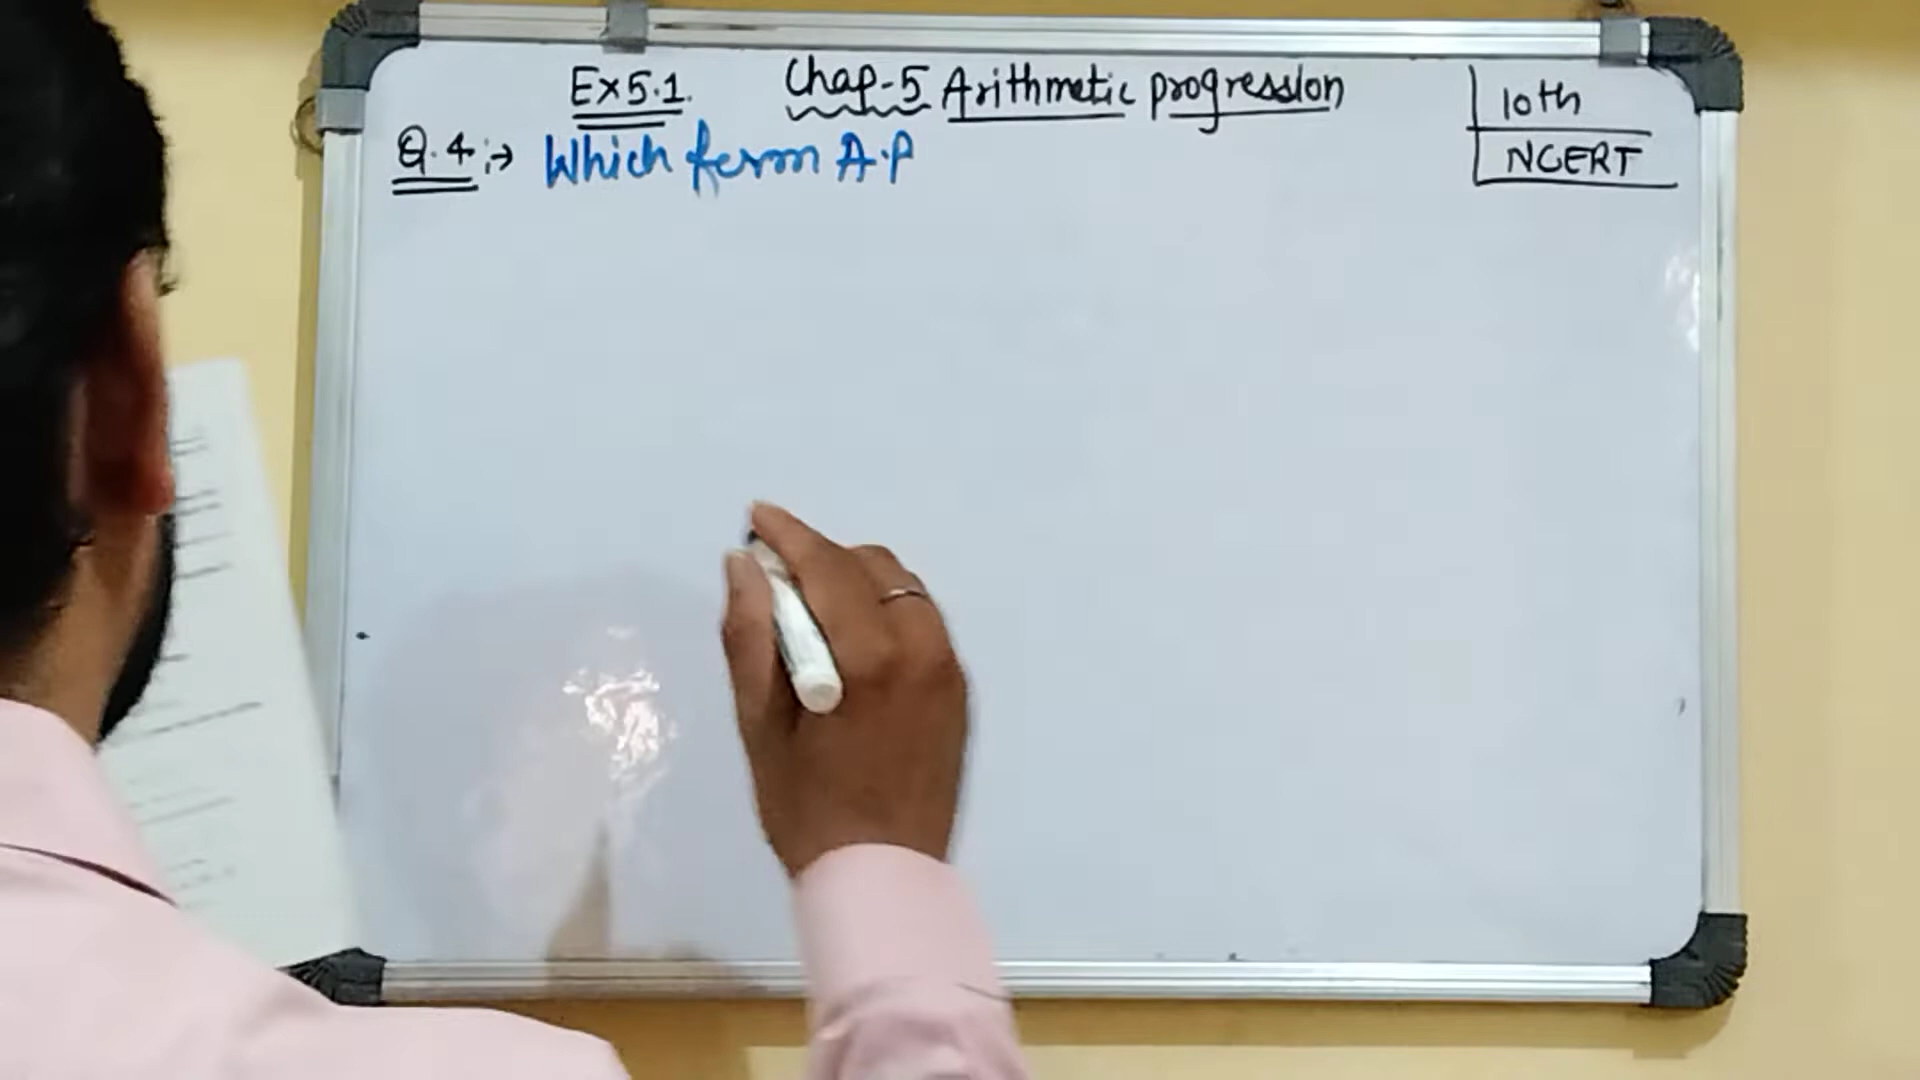 Ex 5.1. Chap-5 Arithmetic progression
10th
NCERT
Q.4:→ Which form A.P